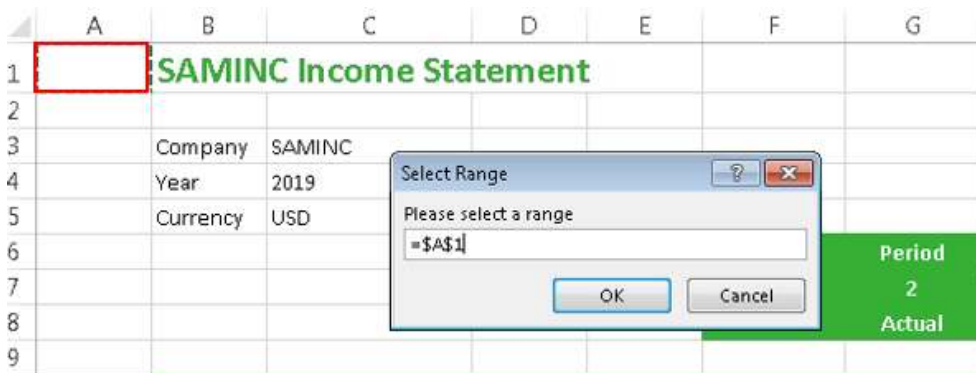 A B C D E F G
1 SAMINC Income Statement
2
3 Company SAMINC
4 Year 2019
5 Currency USD
Select Range
Please select a range
=$A$1
OK Cancel
6 Period
7 2
8 Actual
9